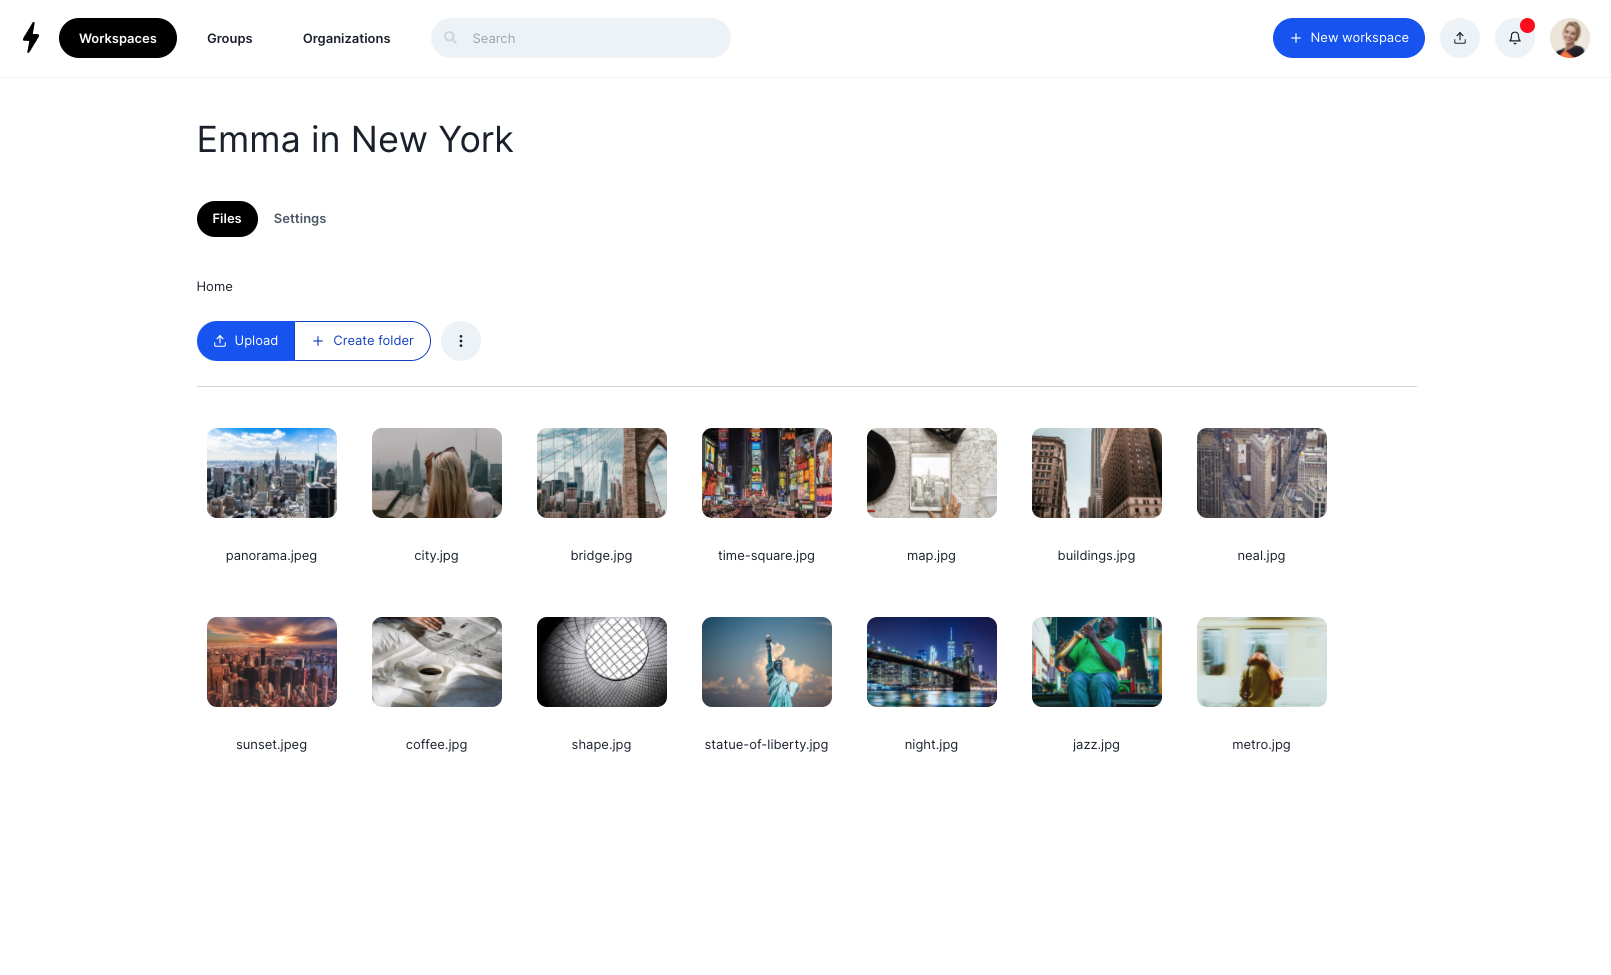 Workspaces Groups Organizations Search New workspace
Emma in New York
Files Settings
Home
Upload Create folder
panorama.jpeg city.jpg bridge.jpg time-square.jpg map.jpg buildings.jpg neal.jpg
sunset.jpeg coffee.jpg shape.jpg statue-of-liberty.jpg night.jpg jazz.jpg metro.jpg